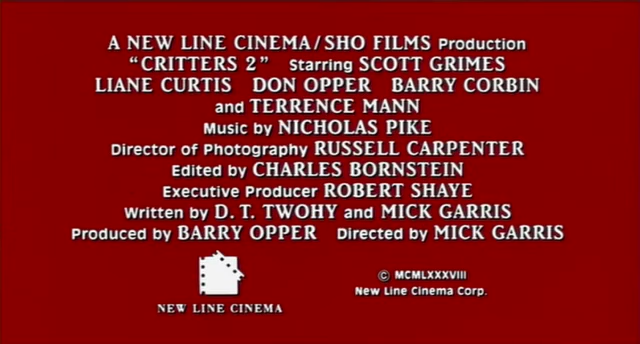 A NEW LINE CINEMA/SHO FILMS Production
"CRITTERS 2" Starring SCOTT GRIMES
LIANE CURTIS DON OPPER BARRY CORBIN
and TERRENCE MANN
Music by NICHOLAS PIKE
Director of Photography RUSSELL CARPENTER
Edited by CHARLES BORNSTEIN
Executive Producer ROBERT SHAYE
Written by D. T. TWOHY and MICK GARRIS
Produced by BARRY OPPER Directed by MICK GARRIS
NEW LINE CINEMA
© MCMLXXXVIII
New Line Cinema Corp.